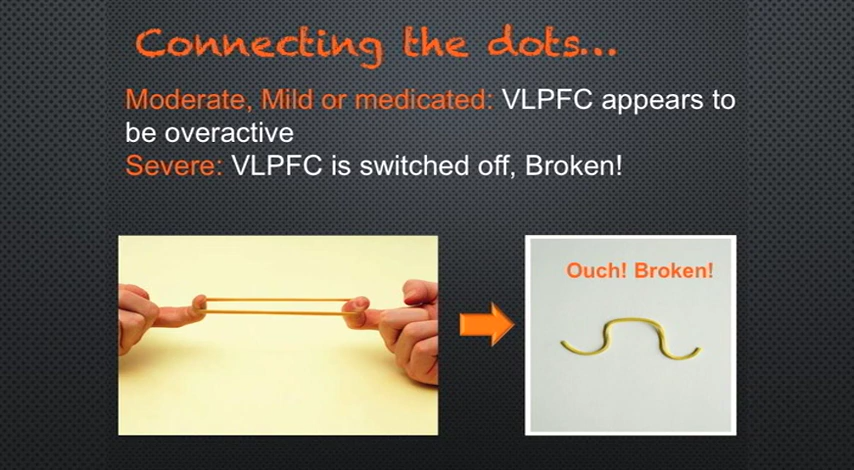 Connecting the dots...
Moderate, Mild or medicated: VLPFC appears to
be overactive
Severe: VLPFC is switched off, Broken!
Ouch! Broken!